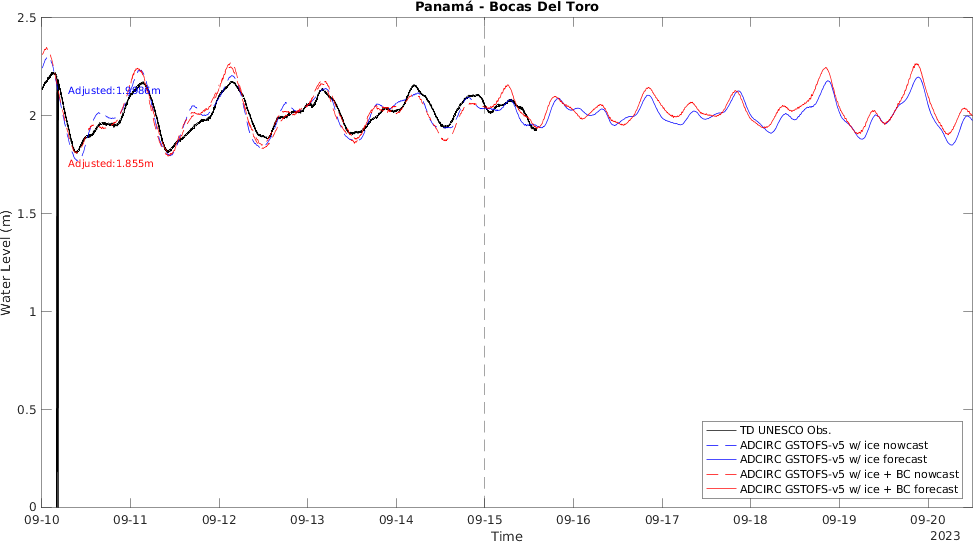 Panamá - Bocas Del Toro
2.5
2
1.5
1
0.5
0
Water Level (m)
Adjusted:1.855m
TD UNESCO Obs.
ADCIRC GSTOFS-v5 w/ ice nowcast
ADCIRC GSTOFS-v5 w/ ice forecast
ADCIRC GSTOFS-v5 w/ ice + BC nowcast
ADCIRC GSTOFS-v5 w/ ice + BC forecast
09-10 09-11 09-12 09-13 09-14 09-15 09-16 09-17 09-18 09-19 09-20
2023
Time